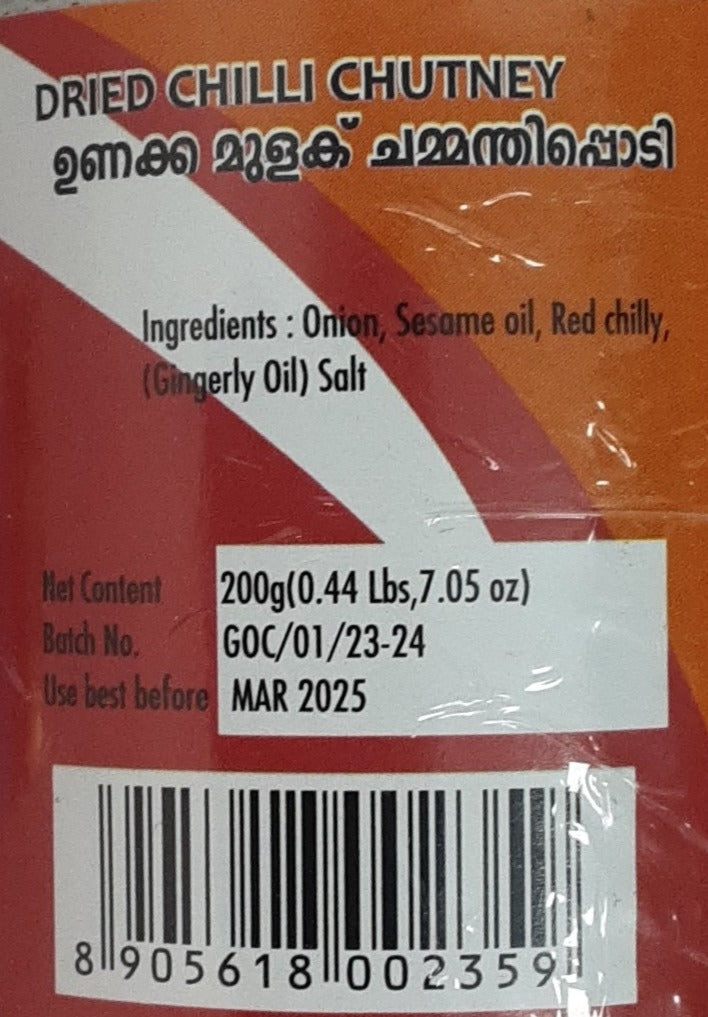 DRIED CHILLI CHUTNEY
ഉണക്ക മുളക് ചമ്മന്തിപ്പൊടി
Ingredients : Onion, Sesame oil, Red chilly,
(Gingerly Oil) Salt
Net Content 200g(0.44 Lbs,7.05 oz)
Batch No. GOC/01/23-24
Use best before MAR 2025
8 905618 002359